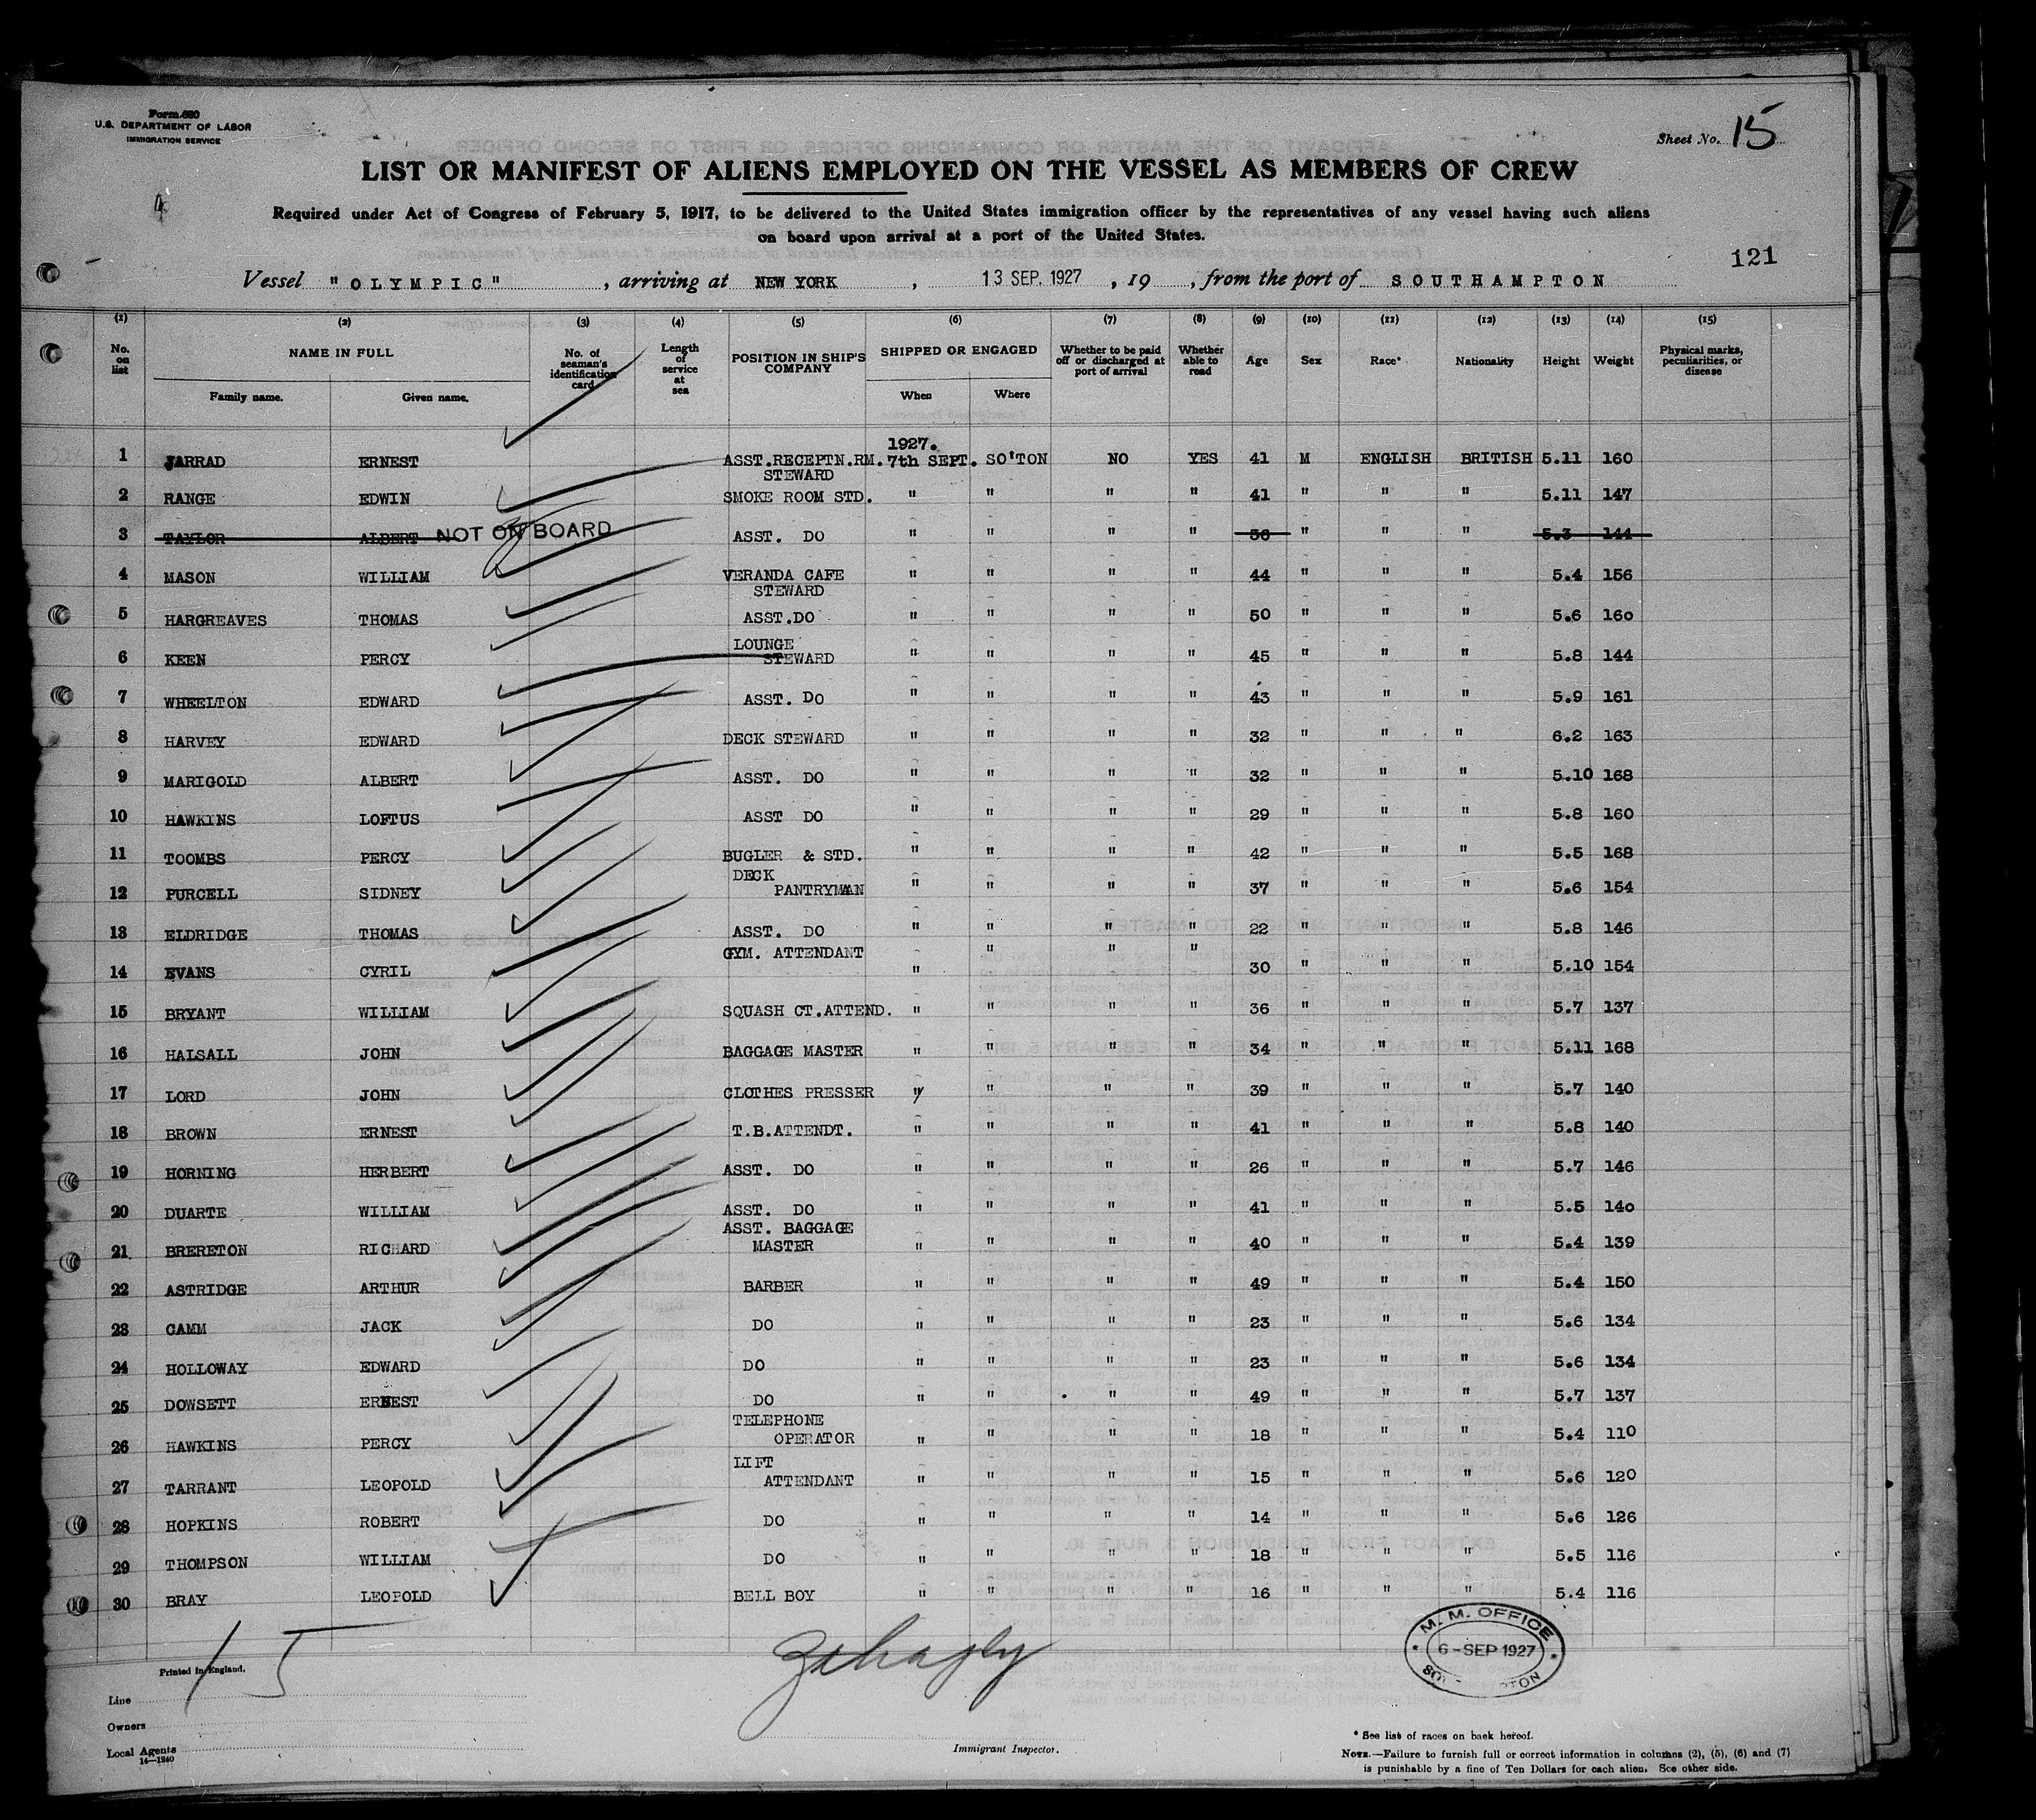 Form 680
U.S. DEPARTMENT OF LABOR
IMMIGRATION SERVICE
Sheet No. 15
LIST OR MANIFEST OF ALIENS EMPLOYED ON THE VESSEL AS MEMBERS OF CREW
Required under Act of Congress of February 5, 1917, to be delivered to the United States immigration officer by the representatives of any vessel having such aliens
on board upon arrival at a port of the United States.
121
Vessel "OLYMPIC", arriving at NEW YORK, 13 SEP. 1927, 19 , from the port of SOUTHAMPTON
(1) (2) (3) (4) (5) (6) (7) (8) (9) (10) (11) (12) (13) (14) (15)
No. on list NAME IN FULL No. of seaman's identification card Length of service at sea POSITION IN SHIP'S COMPANY SHIPPED OR ENGAGED Whether to be paid off or discharged at port of arrival Whether able to read Age Sex Race* Nationality Height Weight Physical marks, peculiarities, or disease
Family name. Given name. When Where
1927.
1 JARRAD ERNEST ASST.RECEPTN.RM. 7th SEPT. SO'TON NO YES 41 M ENGLISH BRITISH 5.11 160
STEWARD
2 RANGE EDWIN SMOKE ROOM STD. " " " " 41 " " " 5.11 147
3 TAYLOR ALBERT NOT ON BOARD ASST. DO " " " " 36 " " " 5.3 144
4 MASON WILLIAM VERANDA CAFE " " " " 44 " " " 5.4 156
STEWARD
5 HARGREAVES THOMAS ASST.DO " " " " 50 " " " 5.6 160
LOUNGE
6 KEEN PERCY STEWARD " " " " 45 " " " 5.8 144
7 WHEELTON EDWARD ASST. DO " " " " 43 " " " 5.9 161
8 HARVEY EDWARD DECK STEWARD " " " " 32 " " " 6.2 163
9 MARIGOLD ALBERT ASST. DO " " " " 32 " " " 5.10 168
10 HAWKINS LOFTUS ASST DO " " " " 29 " " " 5.8 160
11 TOOMBS PERCY BUGLER & STD. " " " " 42 " " " 5.5 168
DECK
12 PURCELL SIDNEY PANTRYMAN " " " " 37 " " " 5.6 154
13 ELDRIDGE THOMAS ASST. DO " " " " 22 " " " 5.8 146
14 EVANS CYRIL GYM. ATTENDANT " " " " 30 " " " 5.10 154
15 BRYANT WILLIAM SQUASH CT.ATTEND. " " " " 36 " " " 5.7 137
16 HALSALL JOHN BAGGAGE MASTER " " " " 34 " " " 5.11 168
17 LORD JOHN CLOTHES PRESSER " " " " 39 " " " 5.7 140
18 BROWN ERNEST T.B.ATTENDT. " " " " 41 " " " 5.8 140
19 HORNING HERBERT ASST. DO " " " " 26 " " " 5.7 146
20 DUARTE WILLIAM ASST. DO " " " " 41 " " " 5.5 140
ASST. BAGGAGE
21 BRERETON RICHARD MASTER " " " " 40 " " " 5.4 139
22 ASTRIDGE ARTHUR BARBER " " " " 49 " " " 5.4 150
23 CAMM JACK DO " " " " 23 " " " 5.6 134
24 HOLLOWAY EDWARD DO " " " " 23 " " " 5.6 134
25 DOWSETT ERNEST DO " " " " 49 " " " 5.7 137
TELEPHONE
26 HAWKINS PERCY OPERATOR " " " " 18 " " " 5.4 110
LIFT
27 TARRANT LEOPOLD ATTENDANT " " " " 15 " " " 5.6 120
28 HOPKINS ROBERT DO " " " " 14 " " " 5.6 126
29 THOMPSON WILLIAM DO " " " " 18 " " " 5.5 116
30 BRAY LEOPOLD BELL BOY " " " " 16 " " " 5.4 116
M. M. OFFICE
6-SEP 1927
15
Printed in England.
Line
Owners
Local Agents
14—1240
Immigrant Inspector.
* See list of races on back hereof.
NOTE.—Failure to furnish full or correct information in columns (2), (5), (6) and (7)
is punishable by a fine of Ten Dollars for each alien. See other side.